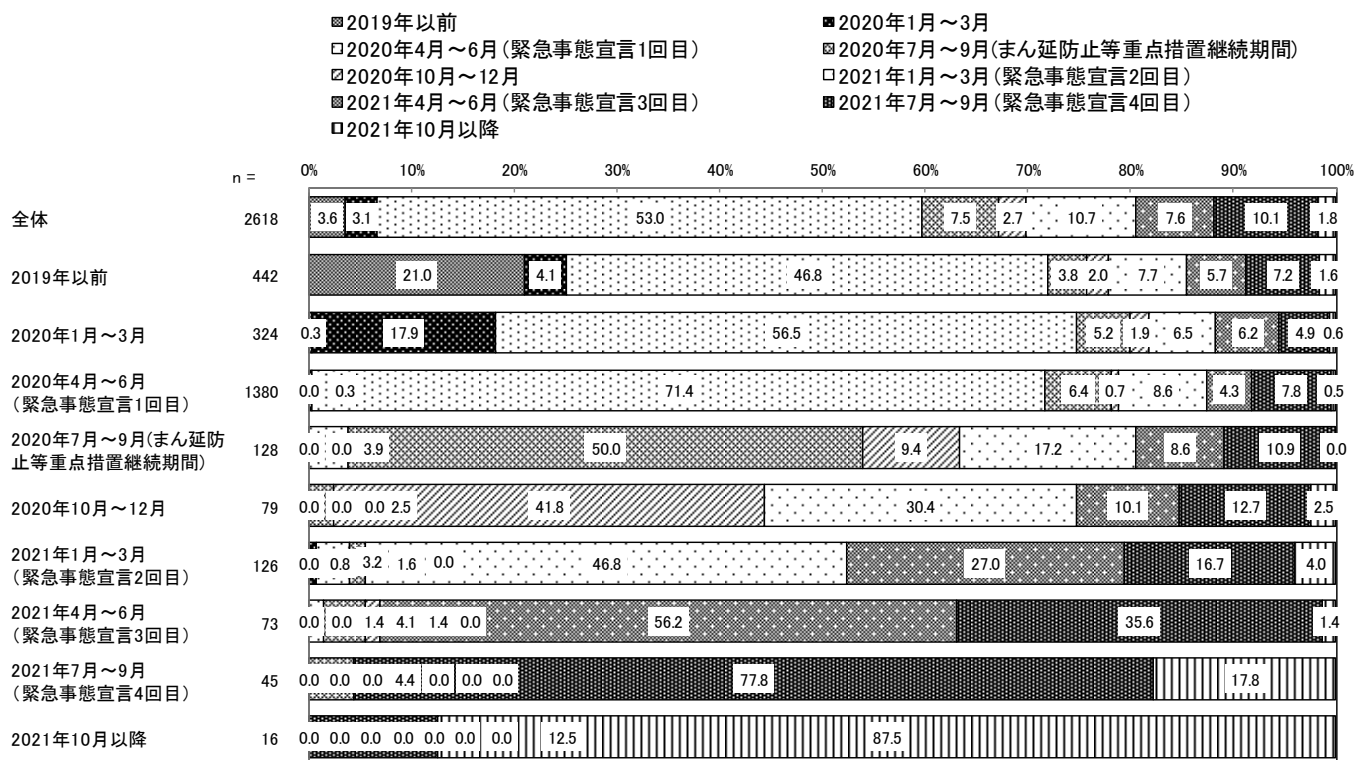 2019年以前 2020年1月～3月
2020年4月～6月(緊急事態宣言1回目) 2020年7月～9月(まん延防止等重点措置継続期間)
2020年10月～12月 2021年1月～3月(緊急事態宣言2回目)
2021年4月～6月(緊急事態宣言3回目) 2021年7月～9月(緊急事態宣言4回目)
2021年10月以降
n = 0% 10% 20% 30% 40% 50% 60% 70% 80% 90% 100%
全体 2618 3.6 3.1 53.0 7.5 2.7 10.7 7.6 10.1 1.8
2019年以前 442 21.0 4.1 46.8 3.8 2.0 7.7 5.7 7.2 1.6
2020年1月～3月 324 0.3 17.9 56.5 5.2 1.9 6.5 6.2 4.9 0.6
2020年4月～6月
(緊急事態宣言1回目) 1380 0.0 0.3 71.4 6.4 0.7 8.6 4.3 7.8 0.5
2020年7月～9月(まん延防
止等重点措置継続期間) 128 0.0 0.0 3.9 50.0 9.4 17.2 8.6 10.9 0.0
2020年10月～12月 79 0.0 0.0 0.0 2.5 41.8 30.4 10.1 12.7 2.5
2021年1月～3月
(緊急事態宣言2回目) 126 0.0 0.8 3.2 1.6 0.0 46.8 27.0 16.7 4.0
2021年4月～6月
(緊急事態宣言3回目) 73 0.0 0.0 1.4 4.1 1.4 0.0 56.2 35.6 1.4
2021年7月～9月
(緊急事態宣言4回目) 45 0.0 0.0 0.0 4.4 0.0 0.0 0.0 77.8 17.8
2021年10月以降 16 0.0 0.0 0.0 0.0 0.0 0.0 0.0 12.5 87.5